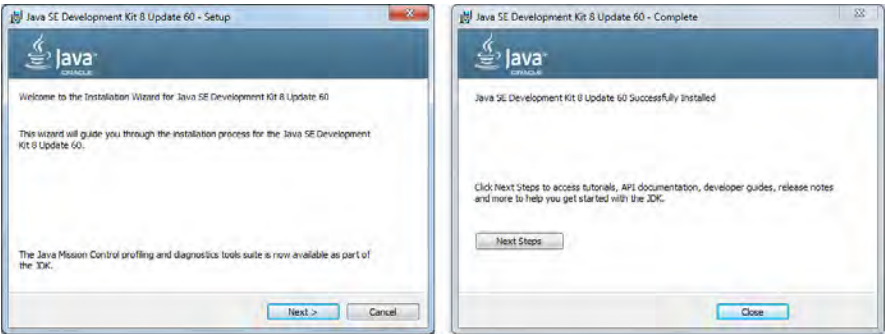 Java SE Development Kit 8 Update 60 - Setup
Java
ORACLE
Welcome to the Installation Wizard for Java SE Development Kit 8 Update 60
This wizard will guide you through the installation process for the Java SE Development
Kit 8 Update 60.
The Java Mission Control profiling and diagnostics tools suite is now available as part of
the JDK.
Next >
Cancel
Java SE Development Kit 8 Update 60 - Complete
Java
ORACLE
Java SE Development Kit 8 Update 60 Successfully Installed
Click Next Steps to access tutorials, API documentation, developer guides, release notes
and more to help you get started with the JDK.
Next Steps
Close